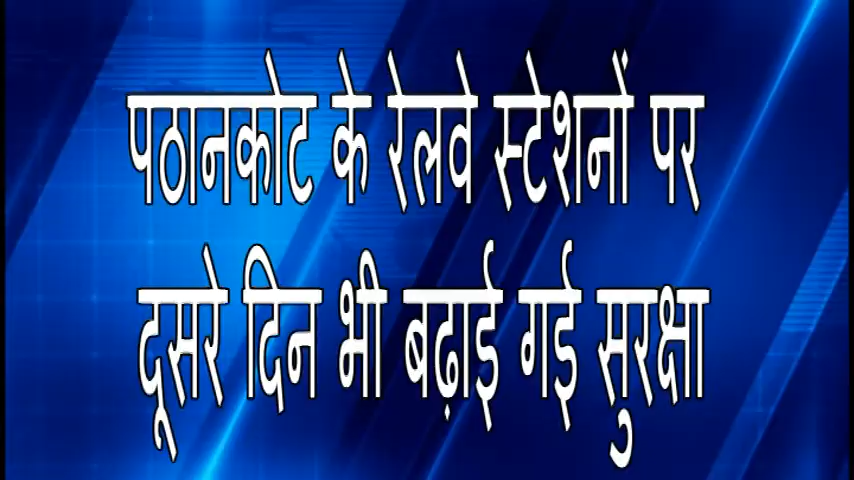 पठानकोट के रेलवे स्टेशनों पर
दूसरे दिन भी बढ़ाई गई सुरक्षा